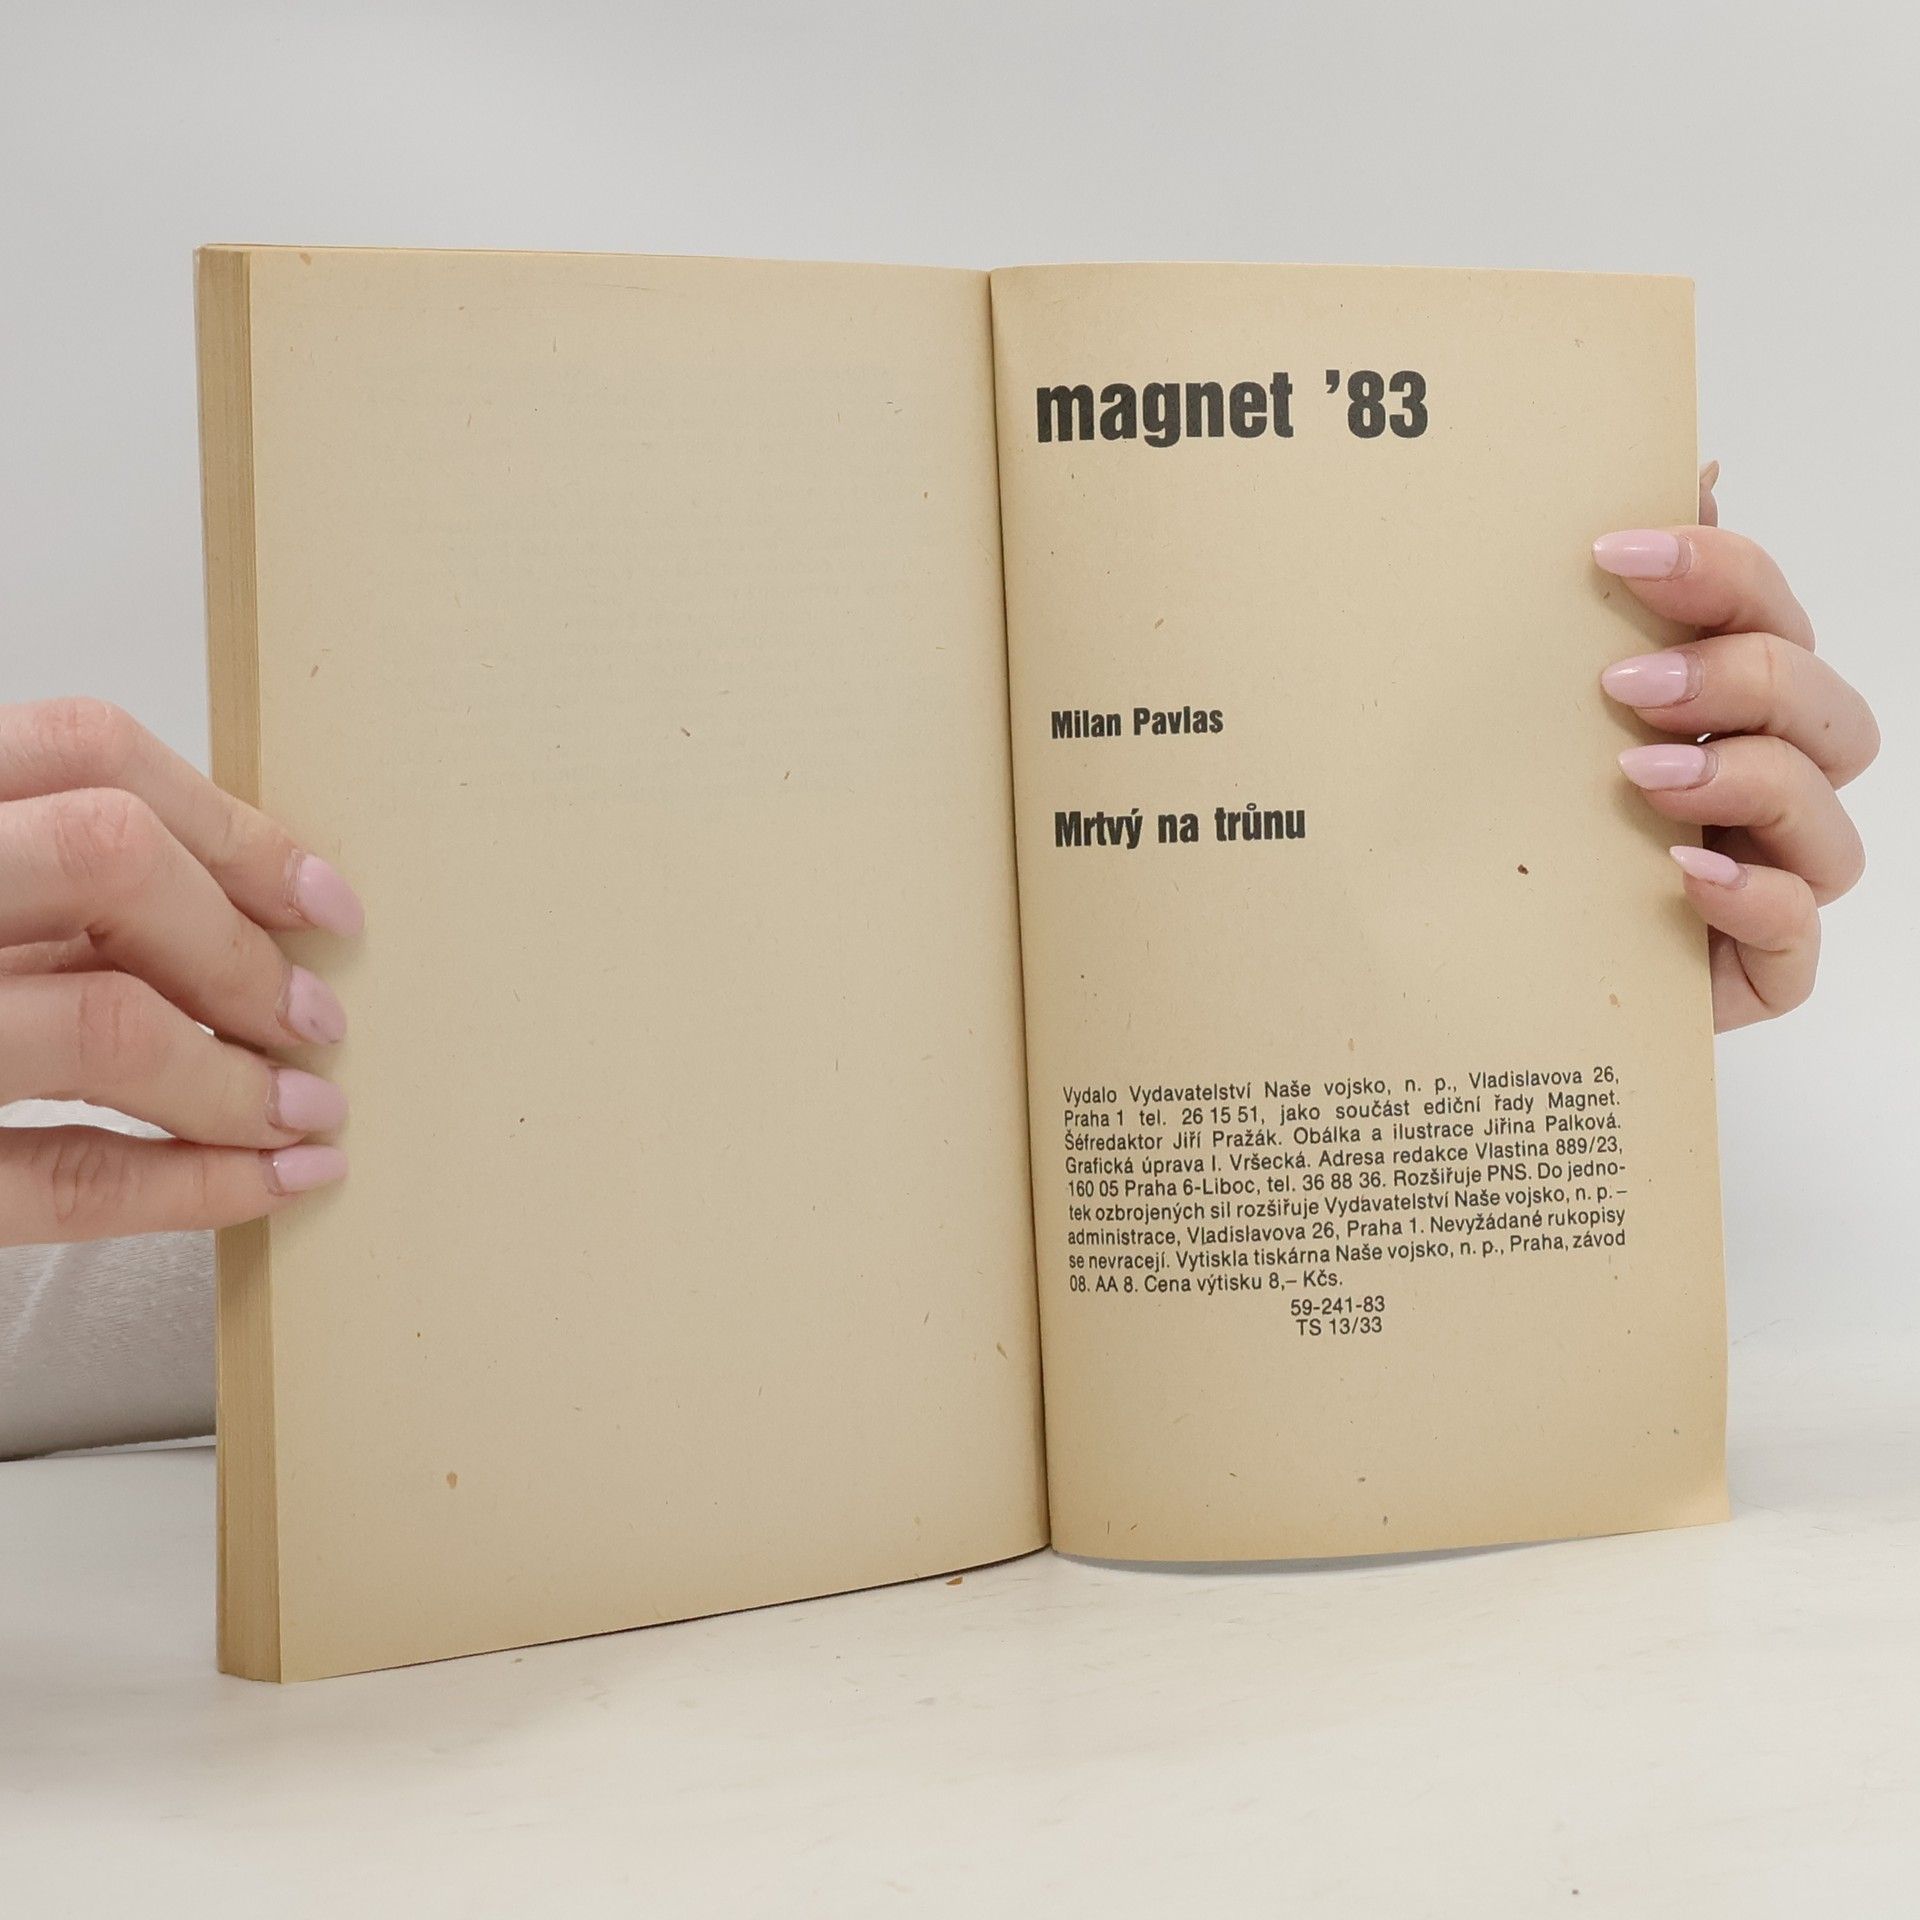 magnet ’83
Milan Pavlas
Mrtvý na trůnu
Vydalo Vydavatelství Naše vojsko, n. p., Vladislavova 26,
Praha 1 tel. 26 15 51, jako součást ediční řady Magnet.
Šéfredaktor Jiří Pražák. Obálka a ilustrace Jiřina Palková.
Grafická úprava I. Vršecká. Adresa redakce Vlastina 889/23,
160 05 Praha 6-Liboc, tel. 36 88 36. Rozšiřuje PNS. Do jedno-
tek ozbrojených sil rozšiřuje Vydavatelství Naše vojsko, n. p. –
administrace, Vladislavova 26, Praha 1. Nevyžádané rukopisy
se nevracejí. Vytiskla tiskárna Naše vojsko, n. p., Praha, závod
08. AA 8. Cena výtisku 8,– Kčs.
59-241-83
TS 13/33